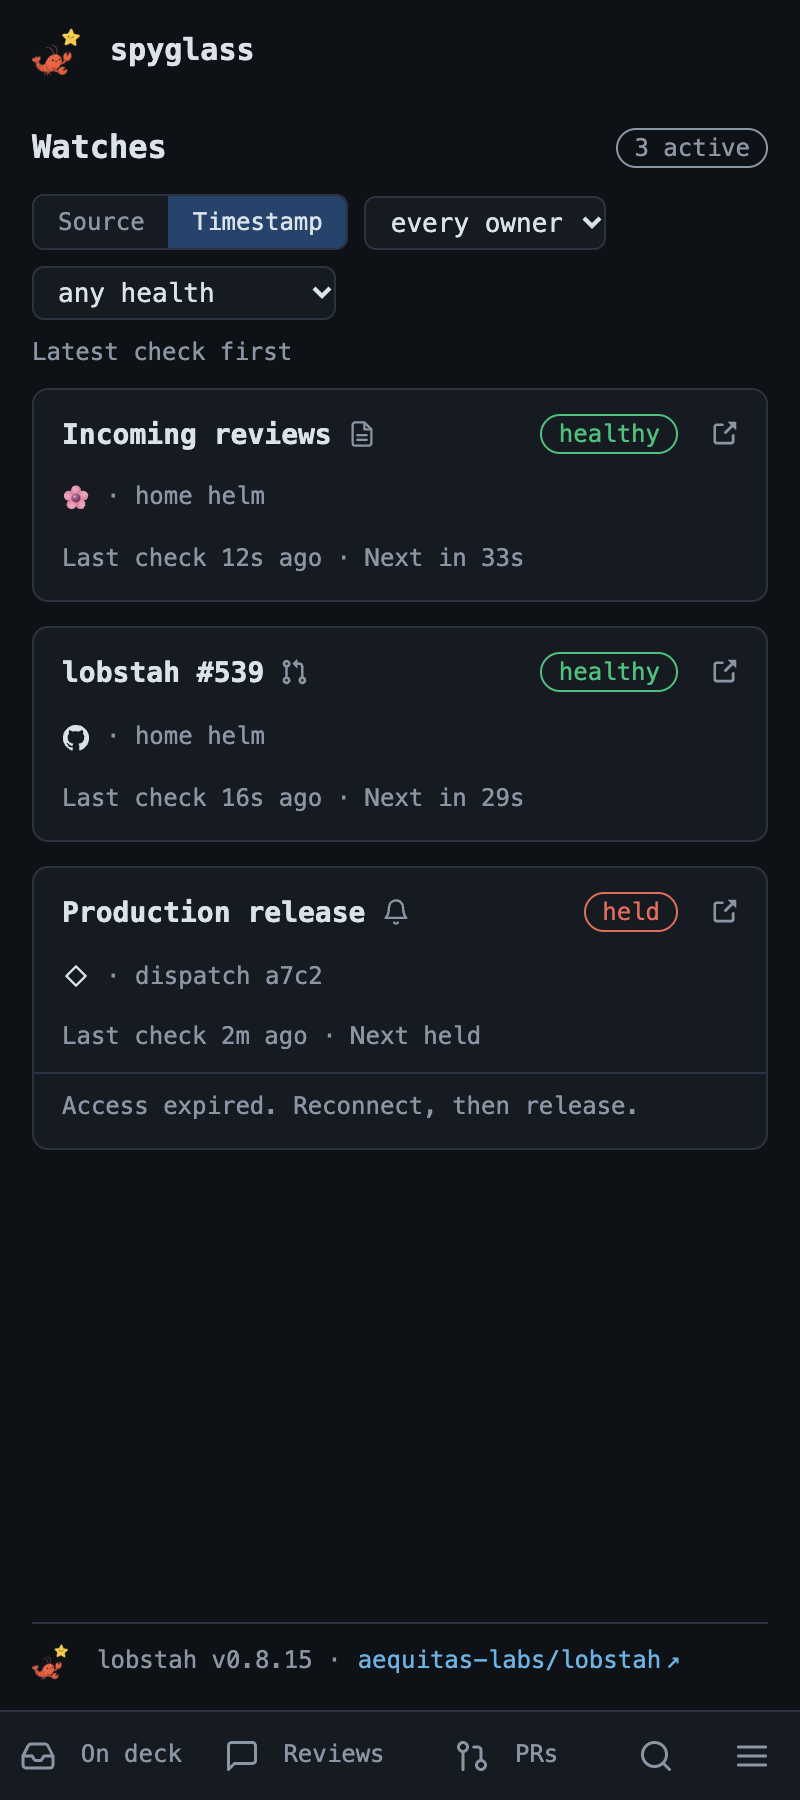 spyglass
Watches
3 active
Source Timestamp every owner
any health
Latest check first
Incoming reviews healthy
· home helm
Last check 12s ago · Next in 33s
lobstah #539 healthy
· home helm
Last check 16s ago · Next in 29s
Production release held
· dispatch a7c2
Last check 2m ago · Next held
Access expired. Reconnect, then release.
lobstah v0.8.15 · aequitas-labs/lobstah↗
On deck Reviews PRs